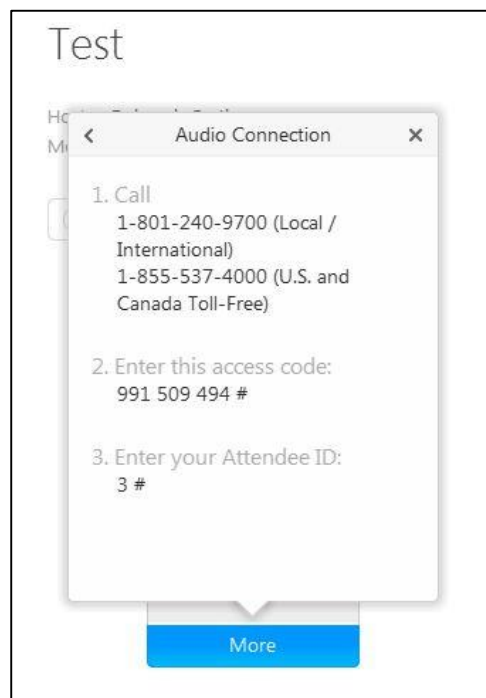 Test
Audio Connection
1. Call
1-801-240-9700 (Local /
International)
1-855-537-4000 (U.S. and
Canada Toll-Free)
2. Enter this access code:
991 509 494 #
3. Enter your Attendee ID:
3 #
More